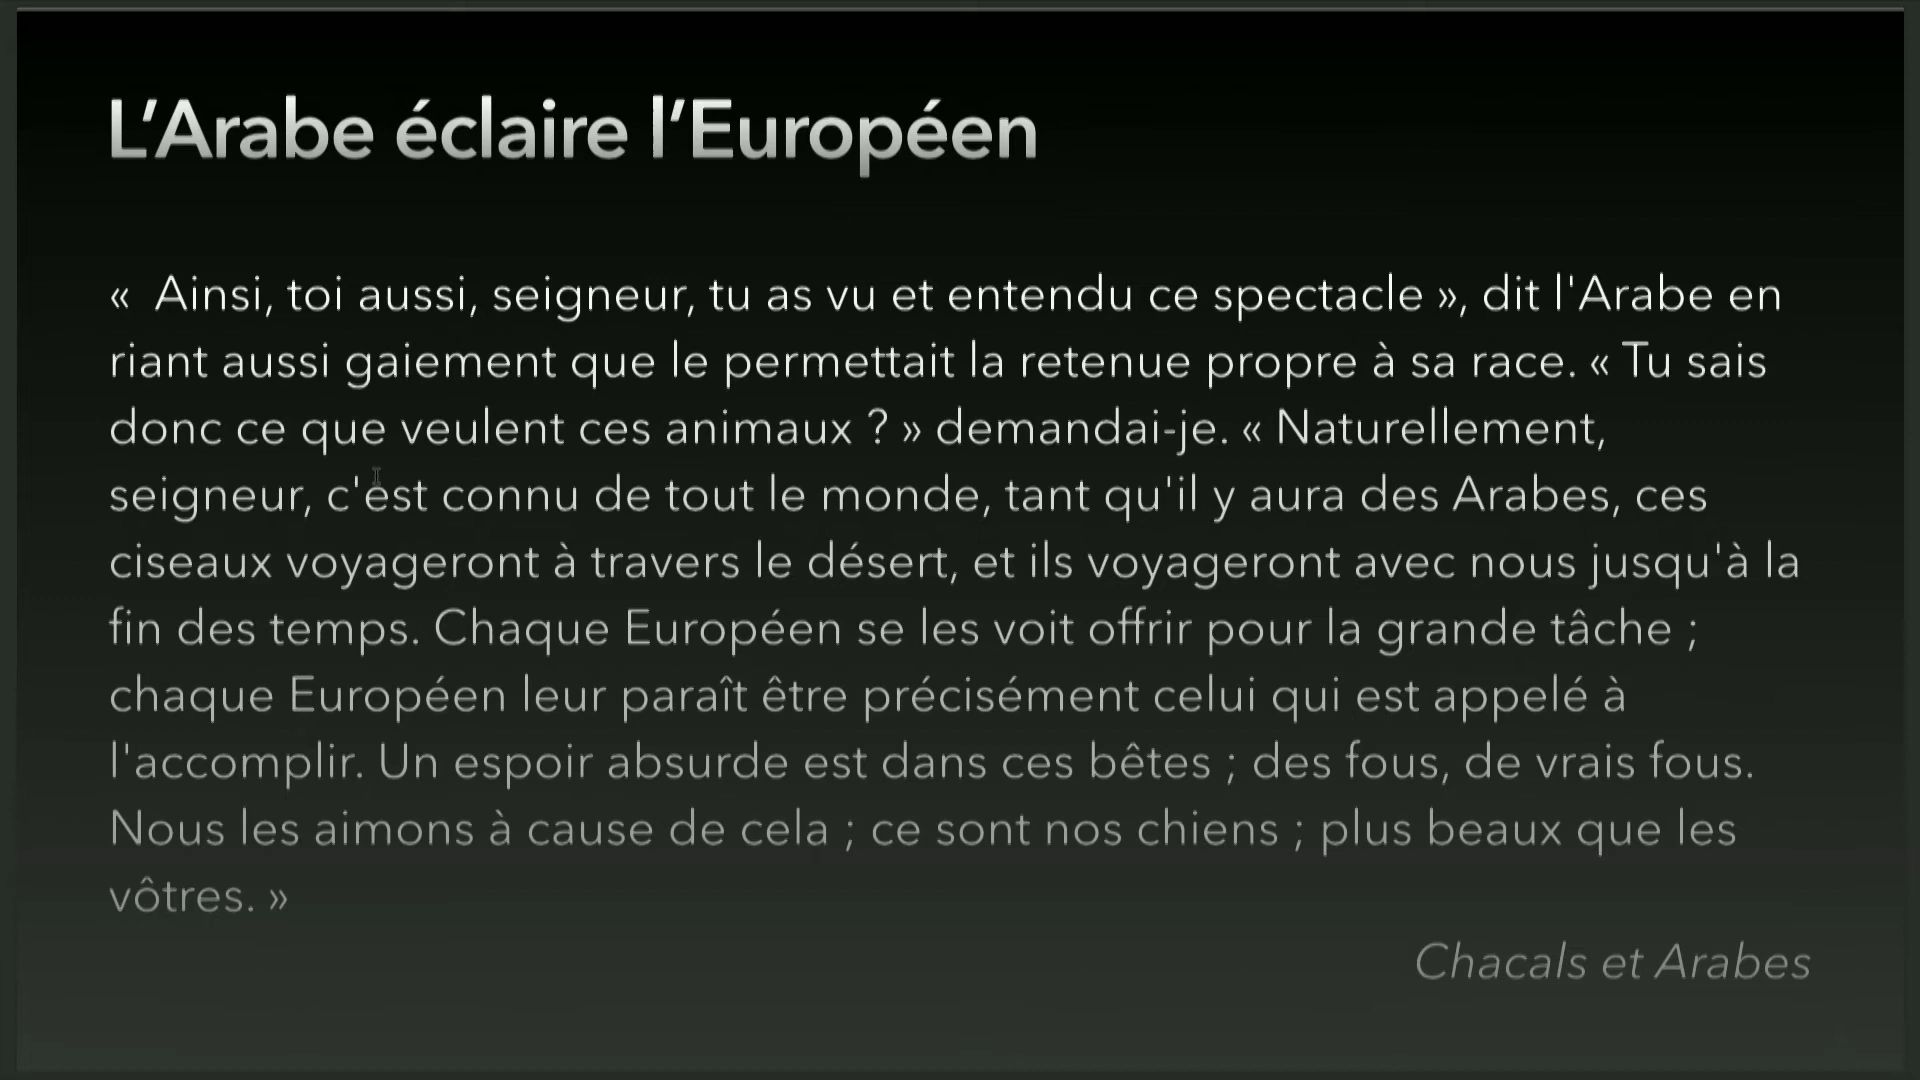 L’Arabe éclaire l’Européen
«  Ainsi, toi aussi, seigneur, tu as vu et entendu ce spectacle », dit l'Arabe en
riant aussi gaiement que le permettait la retenue propre à sa race. « Tu sais
donc ce que veulent ces animaux ? » demandai-je. « Naturellement,
seigneur, c'est connu de tout le monde, tant qu'il y aura des Arabes, ces
ciseaux voyageront à travers le désert, et ils voyageront avec nous jusqu'à la
fin des temps. Chaque Européen se les voit offrir pour la grande tâche ;
chaque Européen leur paraît être précisément celui qui est appelé à
l'accomplir. Un espoir absurde est dans ces bêtes ; des fous, de vrais fous.
Nous les aimons à cause de cela ; ce sont nos chiens ; plus beaux que les
vôtres. »
Chacals et Arabes